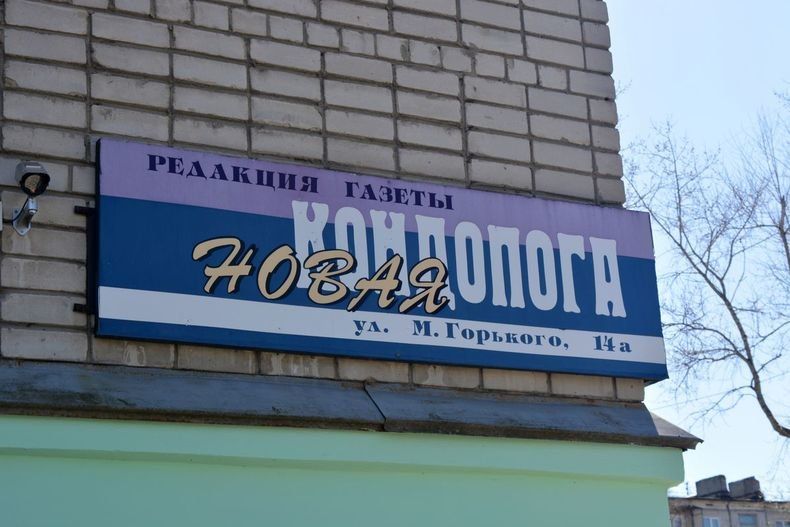 РЕДАКЦИЯ ГАЗЕТЫ
НОВАЯ
КОНДОПОГА
ул. М. Горького, 14а